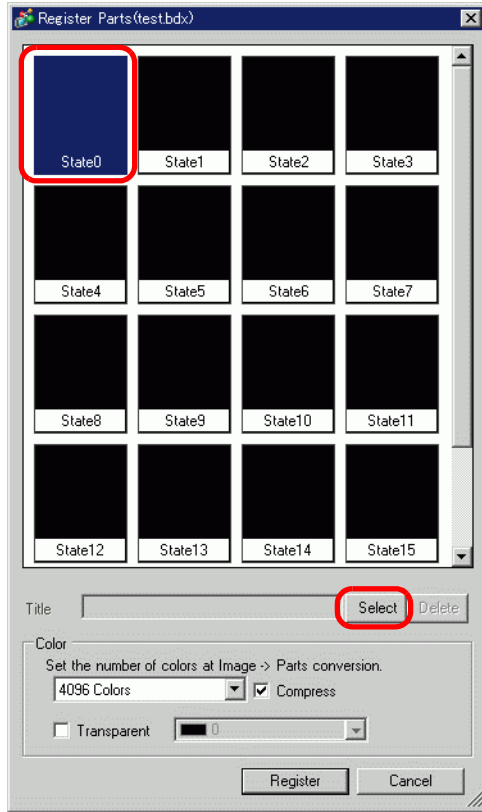 Register Parts(test.bdx)
State0 State1 State2 State3
State4 State5 State6 State7
State8 State9 State10 State11
State12 State13 State14 State15
Title Select Delete
Color
Set the number of colors at Image -> Parts conversion.
4096 Colors Compress
Transparent 0
Register Cancel